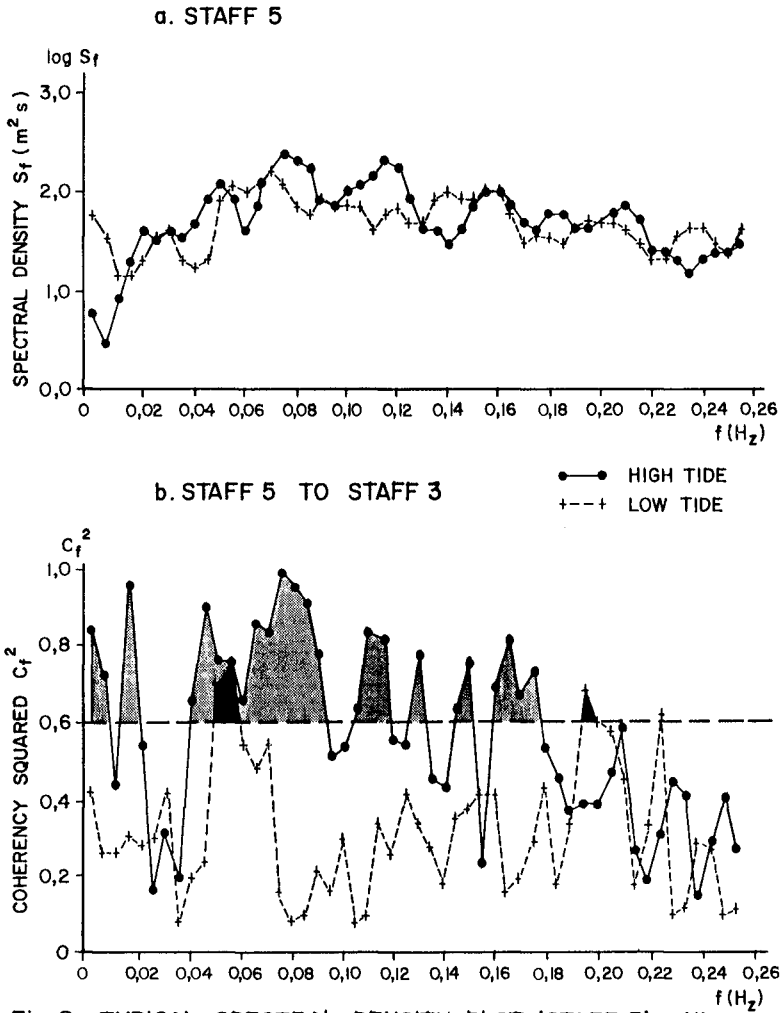 a. STAFF 5
log Sf
SPECTRAL DENSITY Sf (m² s)
3,0
2,0
1,0
0,0
0 0,02 0,04 0,06 0,08 0,10 0,12 0,14 0,16 0,18 0,20 0,22 0,24 0,26
f (Hz)
b. STAFF 5 TO STAFF 3
HIGH TIDE
LOW TIDE
Cf²
COHERENCY SQUARED Cf²
1,0
0,8
0,6
0,4
0,2
0
0,02 0,04 0,06 0,08 0,10 0,12 0,14 0,16 0,18 0,20 0,22 0,24 0,26
f (Hz)